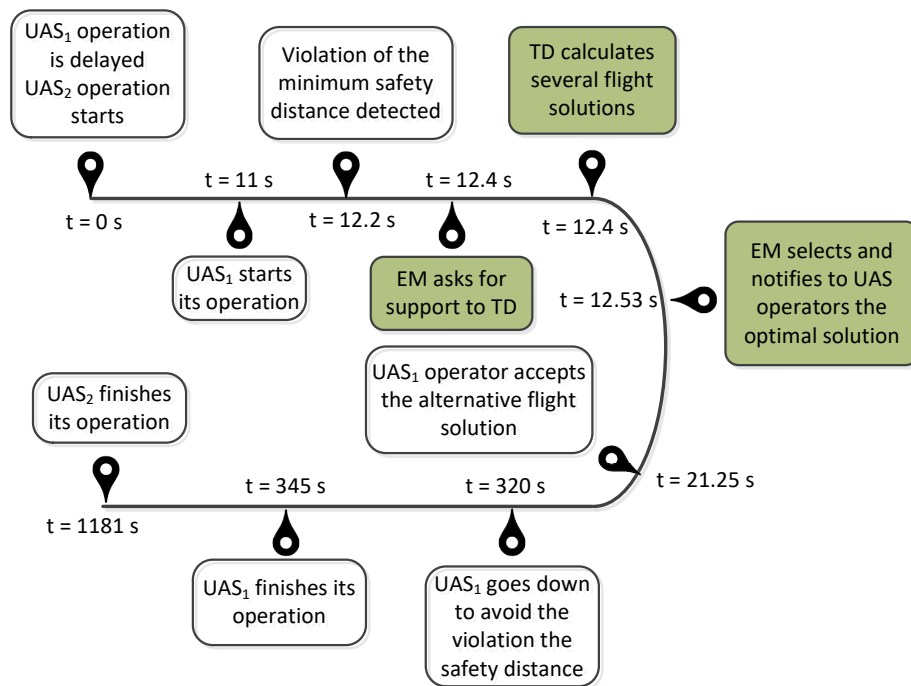 UAS₁ operation
is delayed
UAS₂ operation
starts
t = 0 s
t = 11 s
UAS₁ starts
its operation
Violation of the
minimum safety
distance detected
t = 12.2 s
t = 12.4 s
EM asks for
support to TD
TD calculates
several flight
solutions
t = 12.4 s
EM selects and
notifies to UAS
operators the
optimal solution
t = 12.53 s
UAS₁ operator accepts
the alternative flight
solution
t = 21.25 s
t = 320 s
UAS₁ goes down
to avoid the
violation the
safety distance
t = 345 s
UAS₁ finishes its
operation
UAS₂ finishes
its operation
t = 1181 s